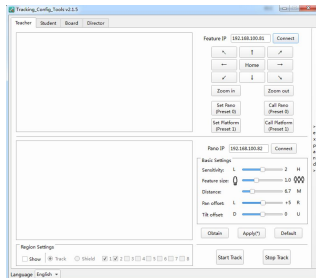 Tracking_Config_Tools v2.1.5
Teacher Student Board Director
Feature IP 192.168.100.81 Connect
↖ ↑ ↗
← Home →
↙ ↓ ↘
Zoom in Zoom out
Set Pano (Preset 0) Call Pano (Preset 0)
Set Platform (Preset 1) Call Platform (Preset 1)
Pano IP 192.168.100.82 Connect
Basic Settings
Sensitivity: L 2 H
Feature size: 1.0
Distance: 6.7 M
Pan offset: L +5 R
Tilt offset: D 0 U
Obtain Apply(*) Default
Region Settings
Show Track Shield 1 2 3 4 5 6 7 8
Start Track Stop Track
Language English
> expand >